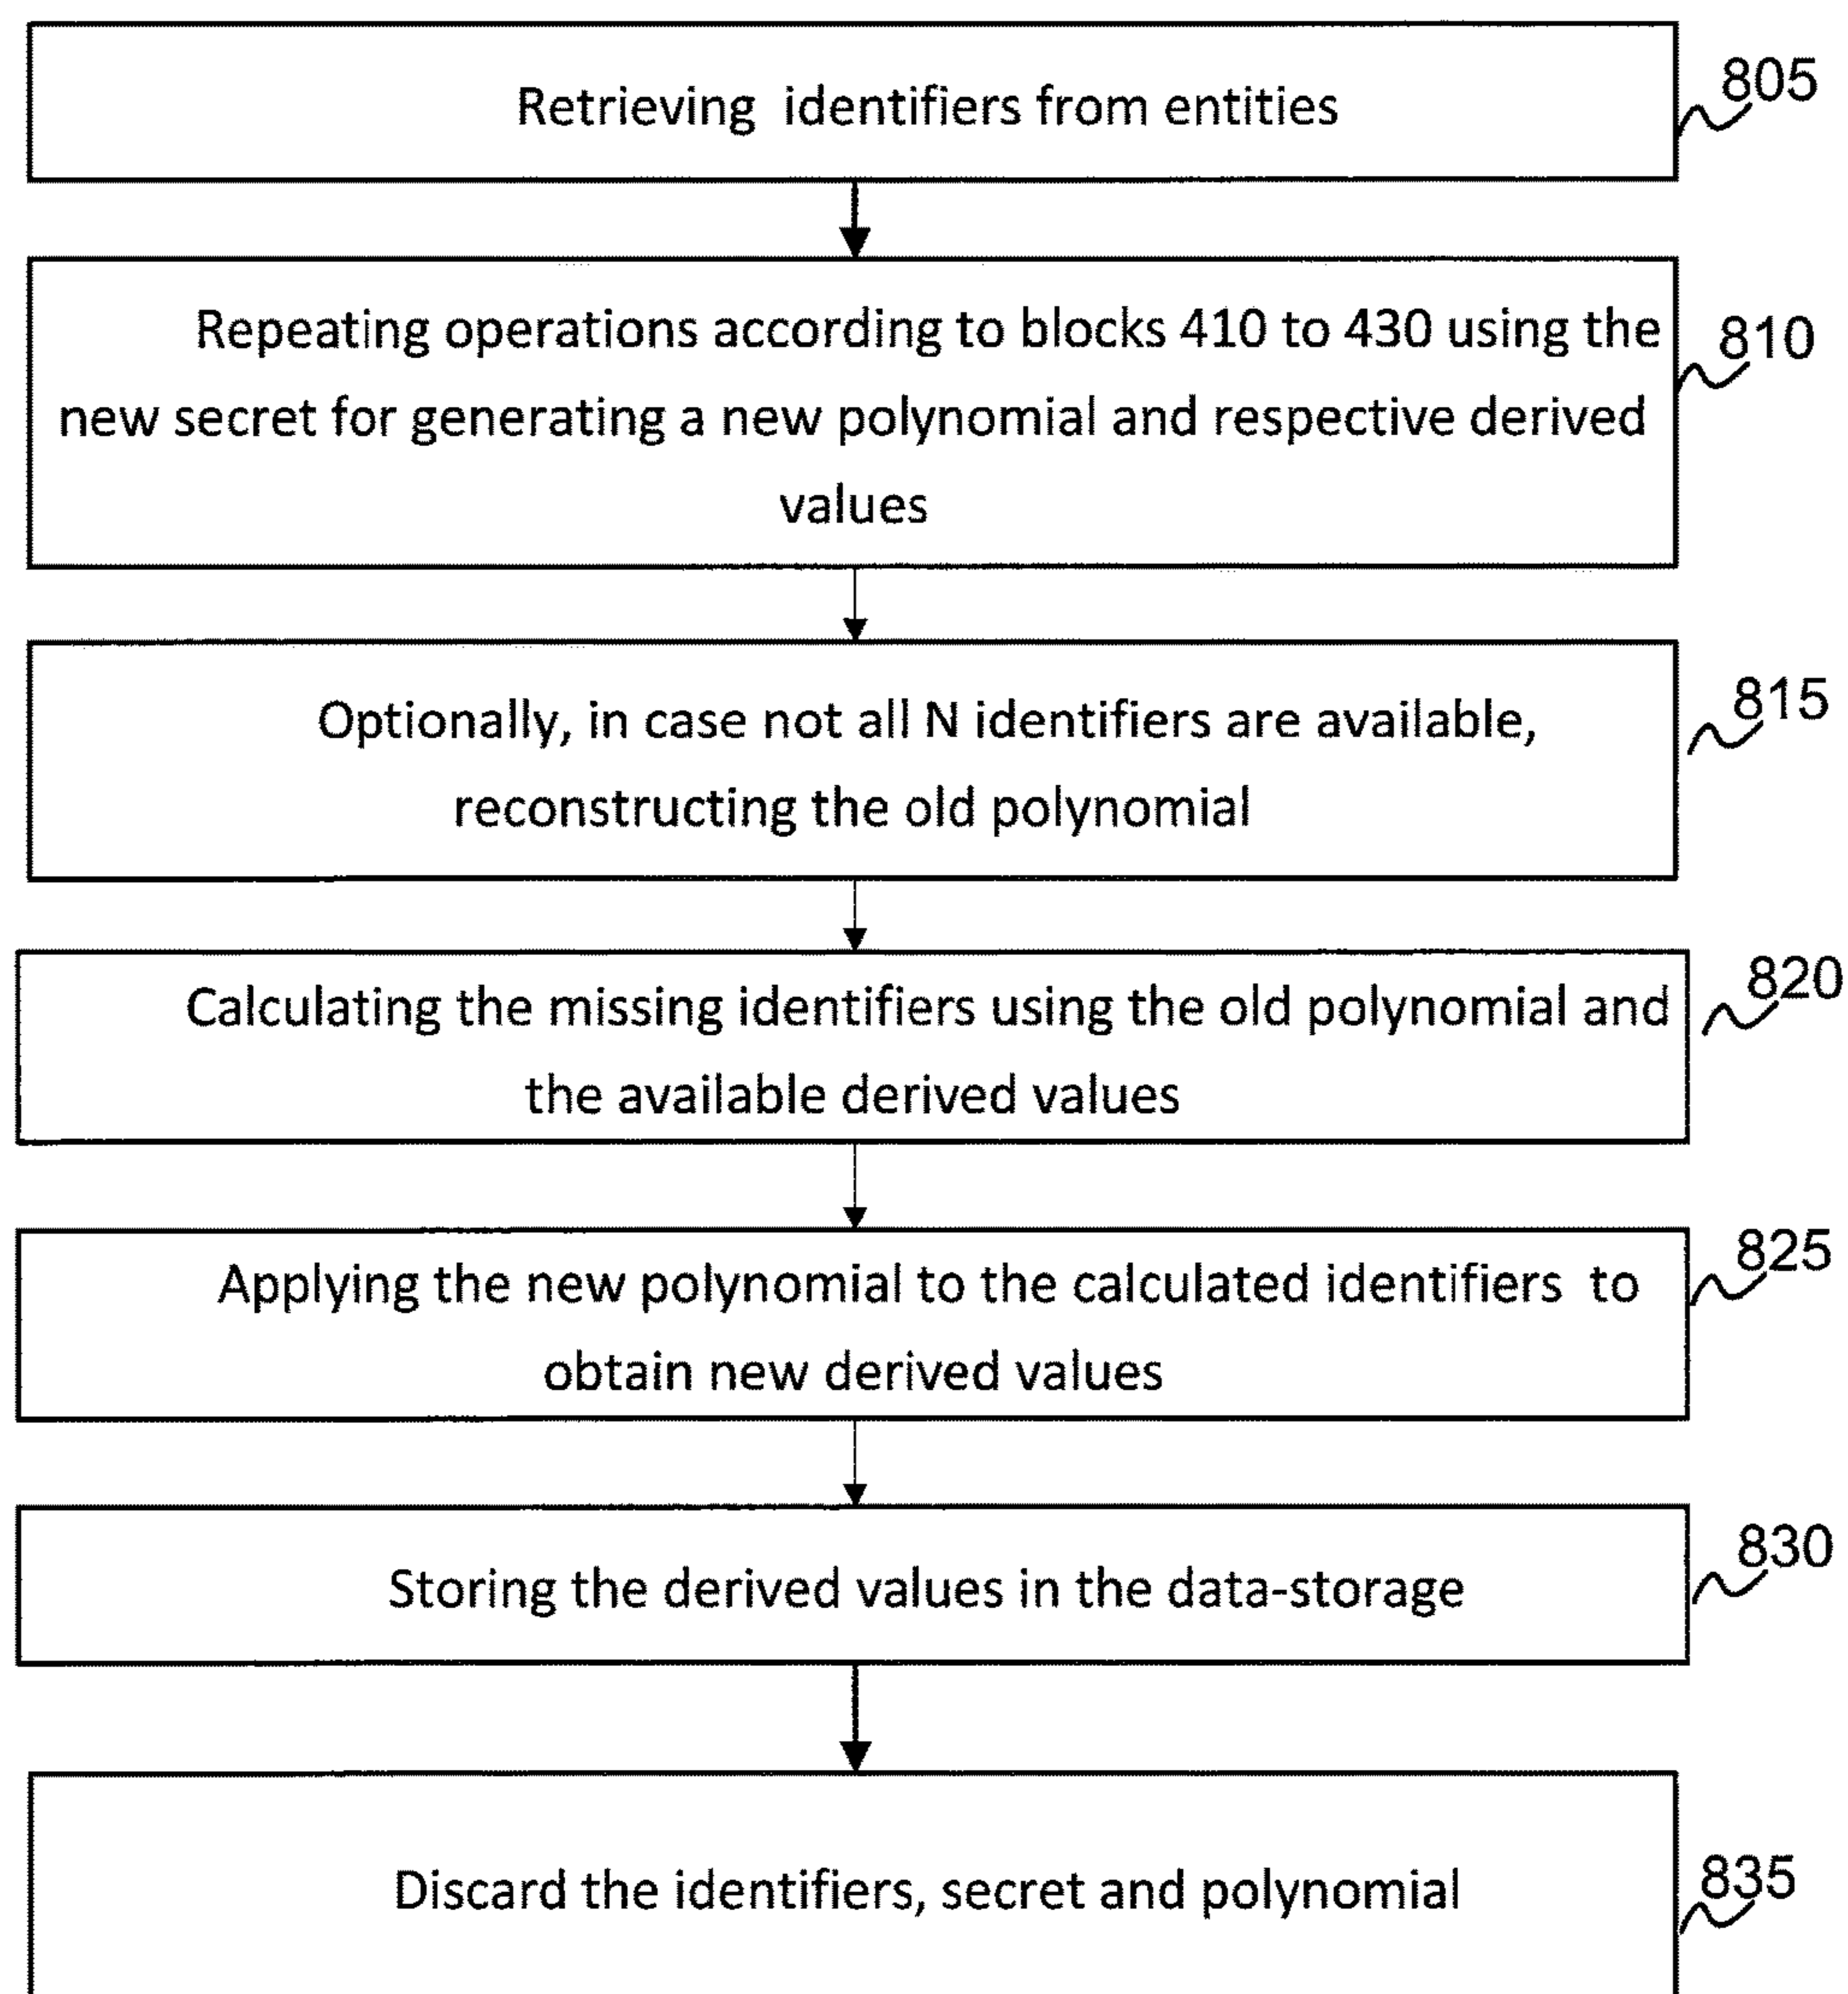 Retrieving identifiers from entities
805
Repeating operations according to blocks 410 to 430 using the
new secret for generating a new polynomial and respective derived
values
810
Optionally, in case not all N identifiers are available,
reconstructing the old polynomial
815
Calculating the missing identifiers using the old polynomial and
the available derived values
820
Applying the new polynomial to the calculated identifiers to
obtain new derived values
825
Storing the derived values in the data-storage
830
Discard the identifiers, secret and polynomial
835